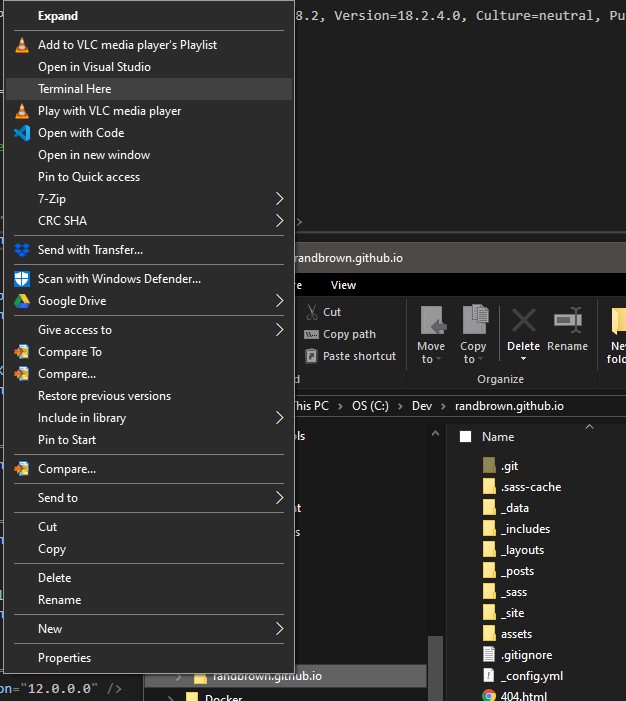 Expand
Add to VLC media player's Playlist
Open in Visual Studio
Terminal Here
Play with VLC media player
Open with Code
Open in new window
Pin to Quick access
7-Zip
CRC SHA
Send with Transfer...
Scan with Windows Defender...
Google Drive
Give access to
Compare To
Compare...
Restore previous versions
Include in library
Pin to Start
Compare...
Send to
Cut
Copy
Delete
Rename
New
Properties
8.2, Version=18.2.4.0, Culture=neutral, Pu
>
randbrown.github.io
View
Cut
Copy path
Paste shortcut
Move to
Copy to
Delete
Rename
Organize
This PC > OS (C:) > Dev > randbrown.github.io
Name
.git
.sass-cache
_data
_includes
_layouts
_posts
_sass
_site
assets
.gitignore
_config.yml
404.html
randbrown.github.io
Docker
="12.0.0.0" />